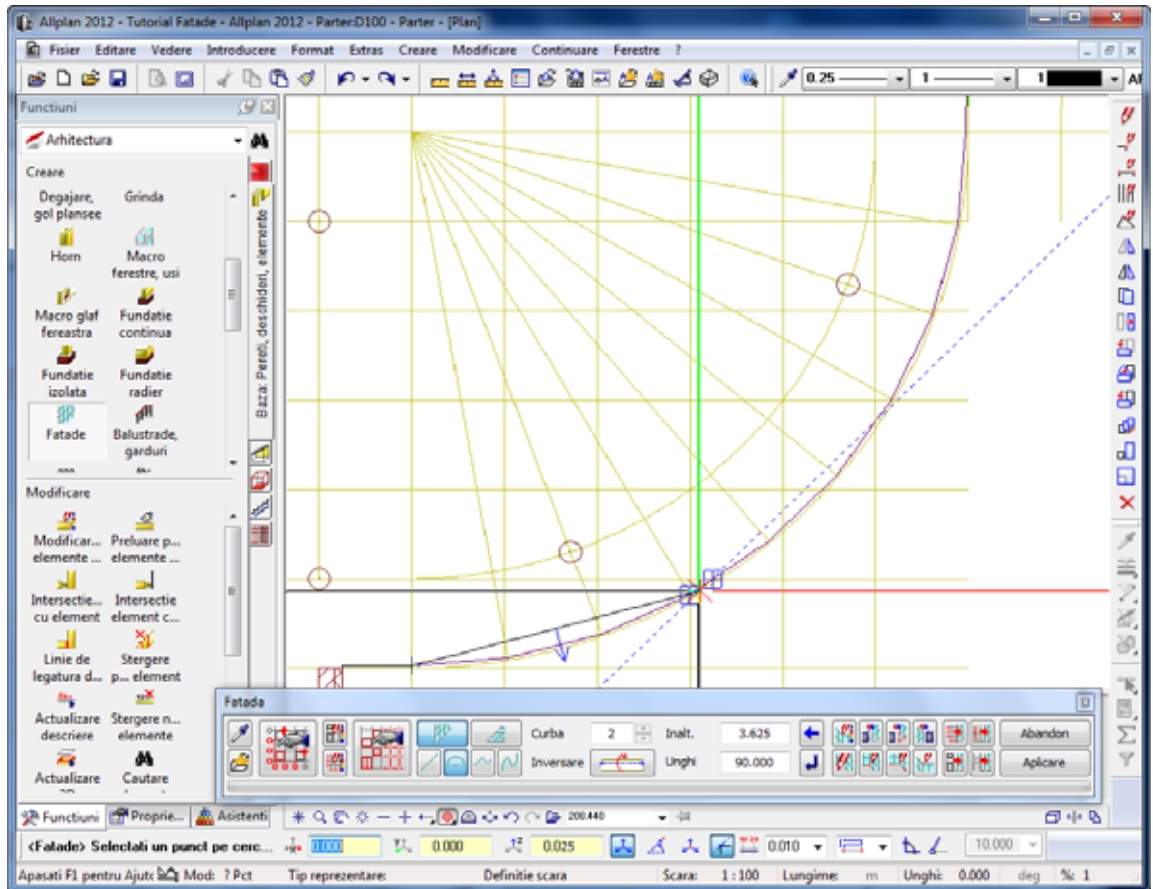 Allplan 2012 - Tutorial Fatade - Allplan 2012 - Parter:D100 - Parter - [Plan]
Fisier Editare Vedere Introducere Format Extras Creare Modificare Continuare Ferestre ?
0.25 1 1
Functiuni
Arhitectura
Creare
Degajare, gol plansee
Grinda
Horn
Macro ferestre, usi
Macro glaf fereastra
Fundatie continua
Fundatie izolata
Fundatie radier
Fatade
Balustrade, garduri
Baza: Pereti, deschideri, elemente
Modificare
Modificar... elemente ...
Preluare p... elemente ...
Intersectie... cu element
Intersectie element c...
Linie de legatura d...
Stergere p... element
Actualizare descriere
Stergere n... elemente
Actualizare
Cautare
Fatada
Curba 2 Inalt. 3.625 Abandon
Inversare Unghi 90.000 Aplicare
Functiuni Proprie... Asistenti 200.440
<Fatade> Selectati un punct pe cerc... 0.000 0.000 0.025 0.010 10.000
Apasati F1 pentru Ajutc Mod: ? Pct Tip reprezentare: Definitie scara Scara: 1 : 100 Lungime: m Unghi: 0.000 deg %: 1